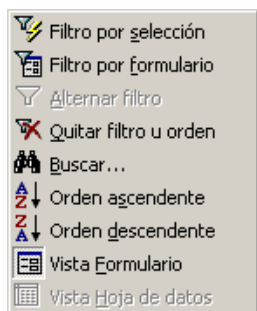 Filtro por selección
Filtro por formulario
Alternar filtro
Quitar filtro u orden
Buscar...
Orden ascendente
Orden descendente
Vista Formulario
Vista Hoja de datos